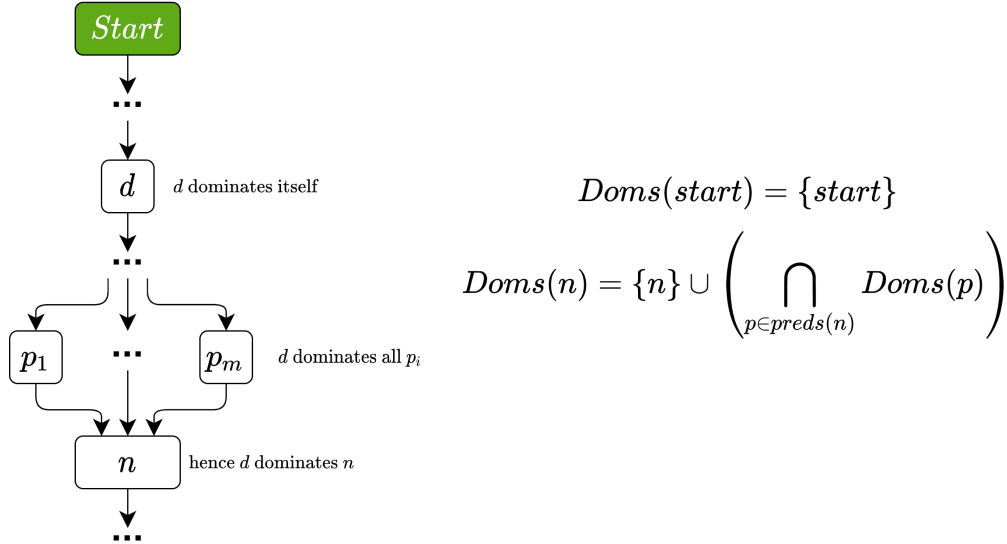 Start
...
d
d dominates itself
...
p₁
...
pₘ
d dominates all pᵢ
n
hence d dominates n
...
Doms(start) = {start}
Doms(n) = {n} ∪ (⋂ p∈preds(n) Doms(p))